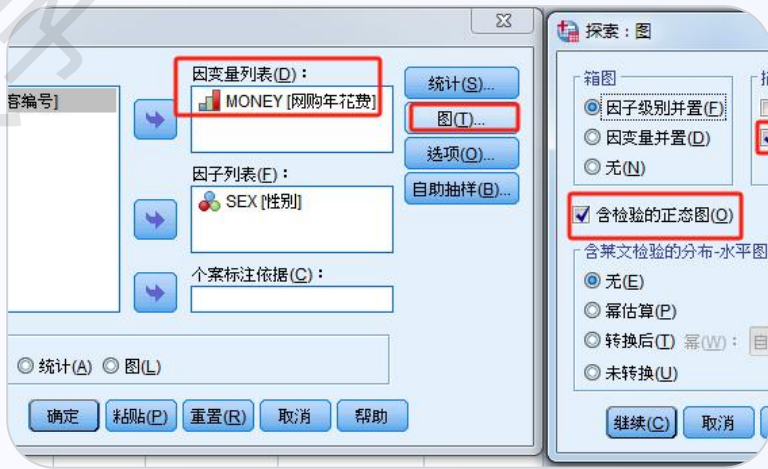 探索：图
因变量列表(D)：
MONEY [网购年花费]
客编号]
统计(S)...
图(T)...
选项(O)...
自助抽样(B)...
因子列表(F)：
SEX [性别]
个案标注依据(C)：
统计(A)
图(L)
确定
粘贴(P)
重置(R)
取消
帮助
箱图
因子级别并置(F)
因变量并置(D)
无(N)
含检验的正态图(O)
含莱文检验的分布-水平图
无(E)
幂估算(P)
转换后(T) 幂(W)： 自
未转换(U)
继续(C)
取消